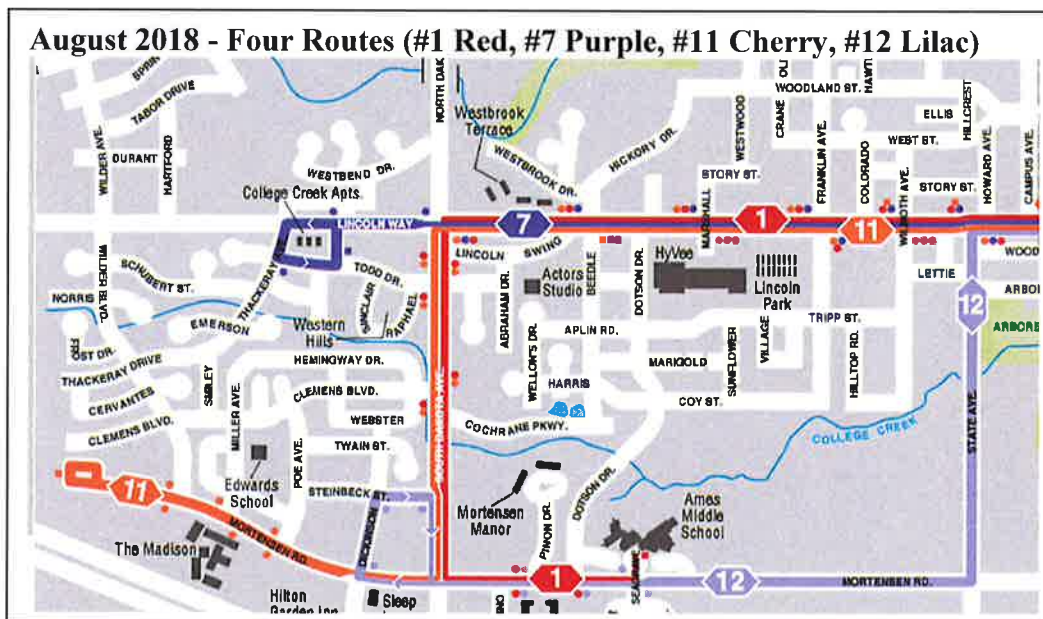 August 2018 - Four Routes (#1 Red, #7 Purple, #11 Cherry, #12 Lilac)
TABOR DRIVE
WILDER AVE.
DURANT
HARTFORD
WESTBEND DR.
College Creek Apts.
LINCOLN WAY
NORTH DAK
Westbrook
Terrace
WESTBROOK DR.
HICKORY DR.
WOODLAND ST.
CRANE
WESTWOOD
STORY ST.
MARSHALL
FRANKLIN AVE.
COLORADO
HAWT
ELLIS
WEST ST.
HILLCREST
STORY ST.
WILMOTH AVE.
HOWARD AVE.
CAMPUS AVE.
7
1
11
WILDER BLVD.
SCHUBERT ST.
NORRIS
THACKERAY
EMERSON
TODD DR.
SINCLAIR
RAPHAEL
Western
Hills
HEMINGWAY DR.
THACKERAY DRIVE
CERVANTES
CLEMENS BLVD.
SIBLEY
MILLER AVE.
CLEMENS BLVD.
WEBSTER
TWAIN ST.
POE AVE.
Edwards
School
STEINBECK ST.
DICKINSON
SOUTH DAKOTA AVE.
LINCOLN
SWING
ABRAHAM DR.
Actors
Studio
BEEDLE
DOTSON DR.
HyVee
Lincoln
Park
LETTIE
WOOD
ARBO
ARBORE
12
TRIPP ST.
APLIN RD.
MARIGOLD
SUNFLOWER
VILLAGE
HILLTOP RD.
WELLONS DR.
HARRIS
COY ST.
COCHRANE PKWY.
COLLEGE CREEK
STATE AVE.
Mortensen
Manor
PINON DR.
DOTSON DR.
Ames
Middle
School
11
The Madison
MORTENSEN RD.
Hilton
Garden Inn
Sleep
1
12
MORTENSEN RD.